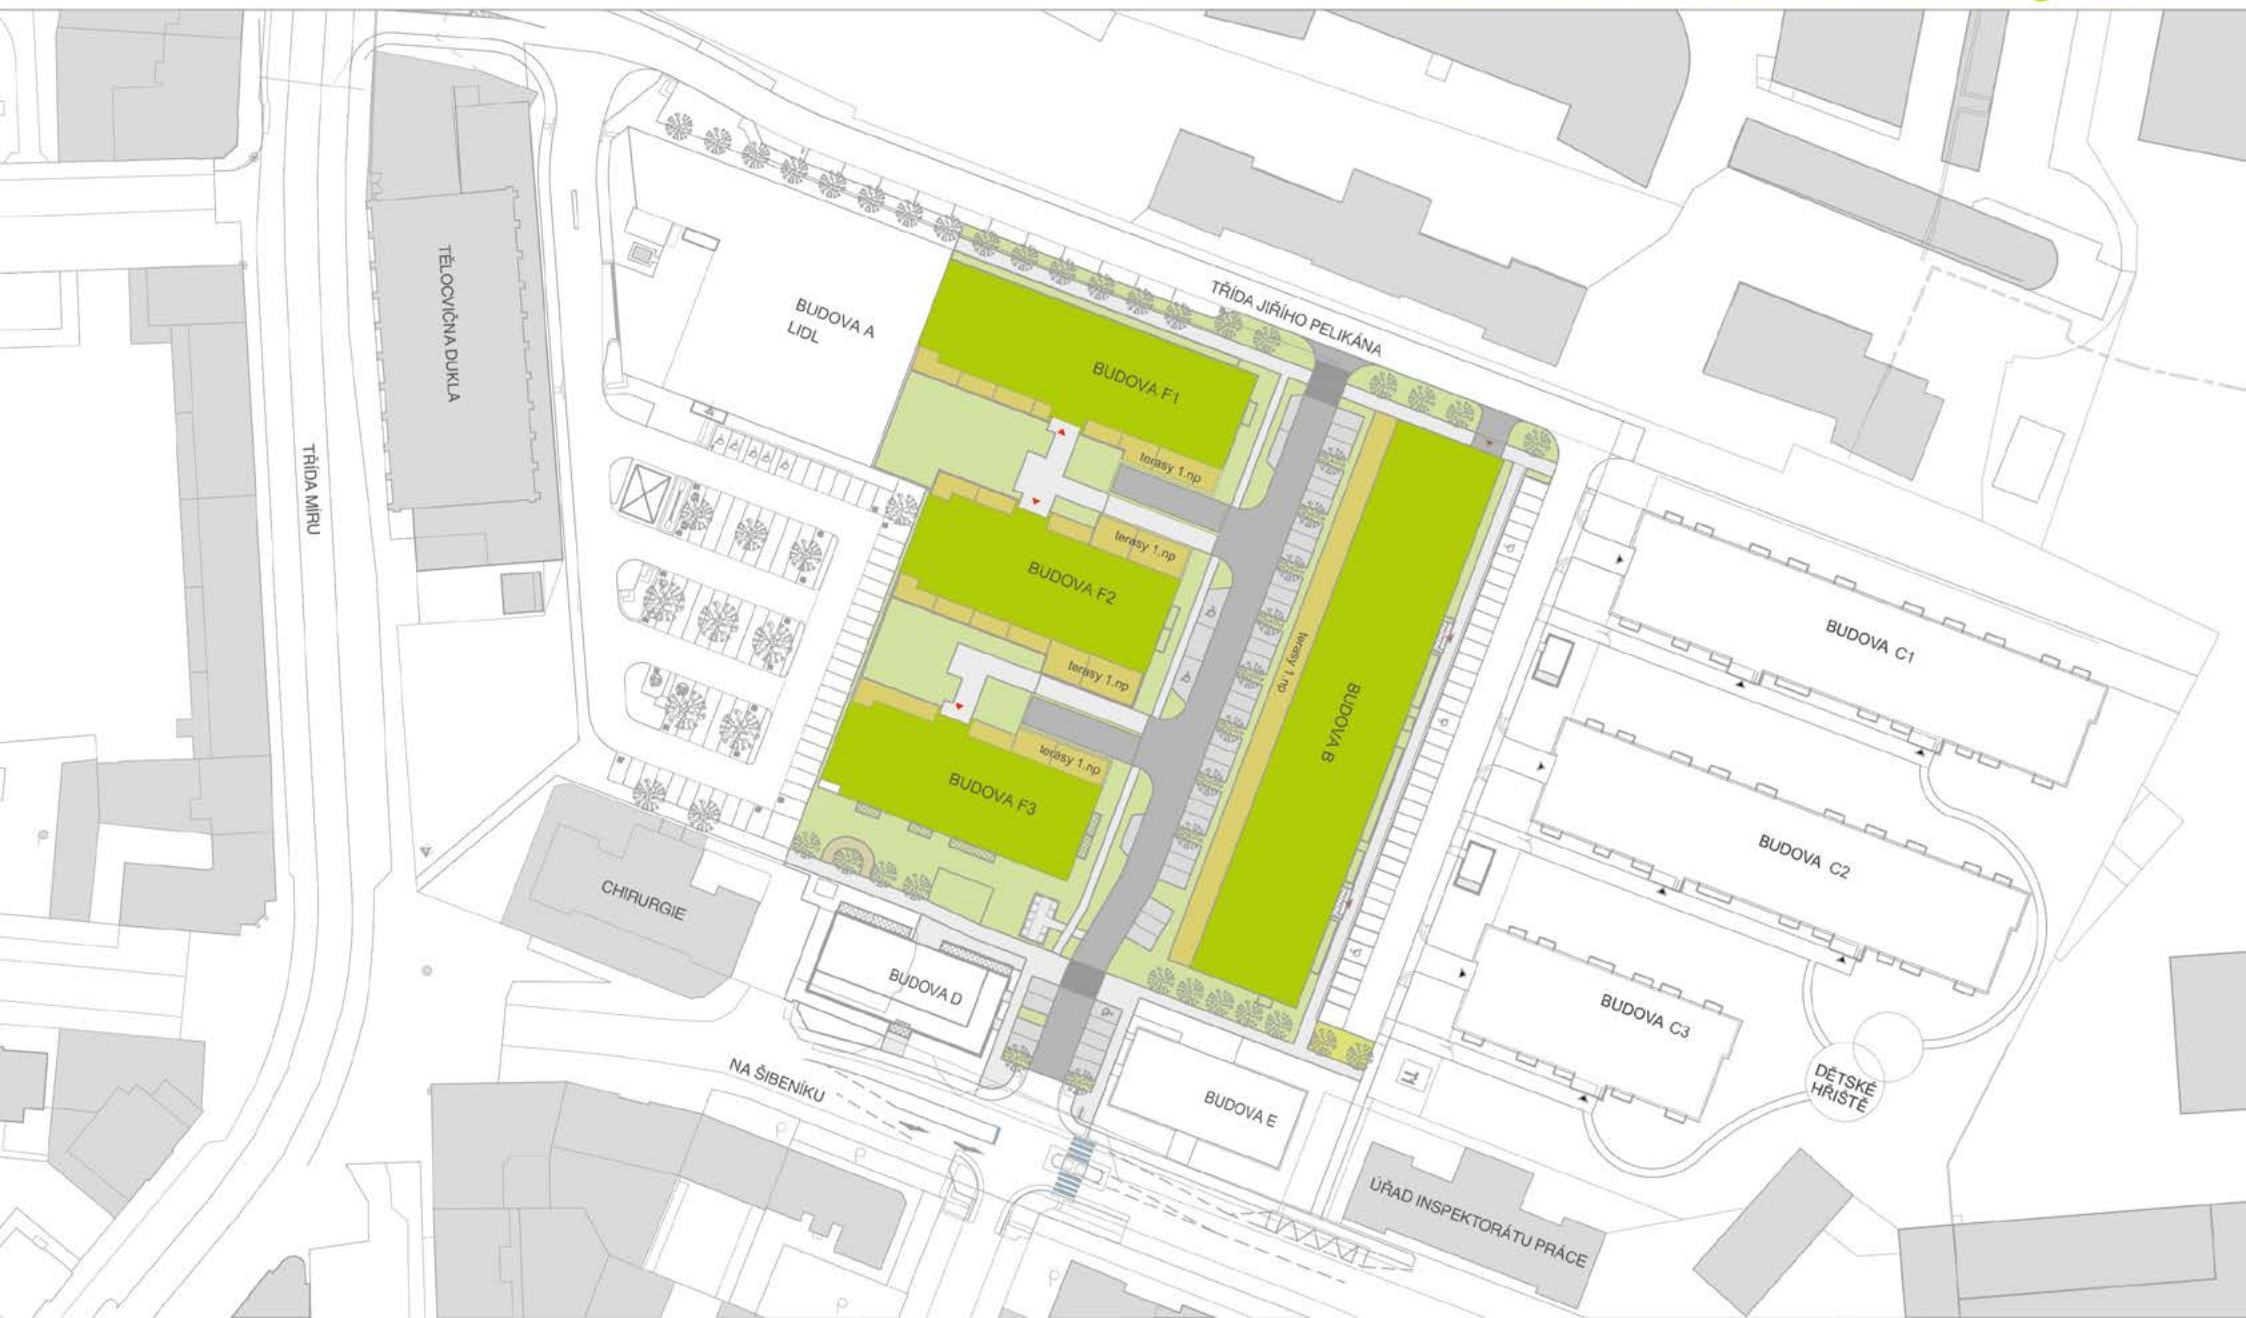 TŘÍDA MÍRU
TĚLOCVIČNA DUKLA
BUDOVA A
LIDL
TŘÍDA JIŘÍHO PELIKÁNA
BUDOVA F1
terasy 1.np
terasy 1.np
BUDOVA F2
terasy 1.np
terasy 1.np
BUDOVA F3
terasy 1.np
BUDOVA B
BUDOVA C1
BUDOVA C2
BUDOVA C3
DĚTSKÉ
HŘIŠTĚ
CHIRURGIE
BUDOVA D
BUDOVA E
NA ŠIBENÍKU
ÚŘAD INSPEKTORÁTU PRÁCE